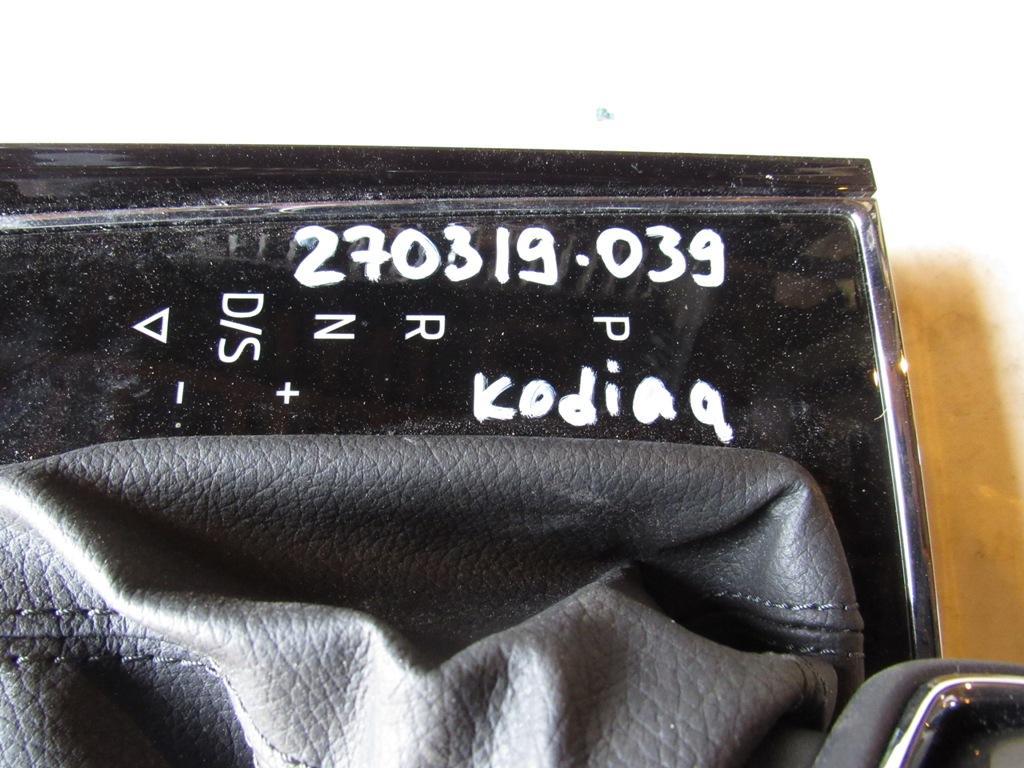 270319.039
P
R
N
D/S
+
-
Kodiaq